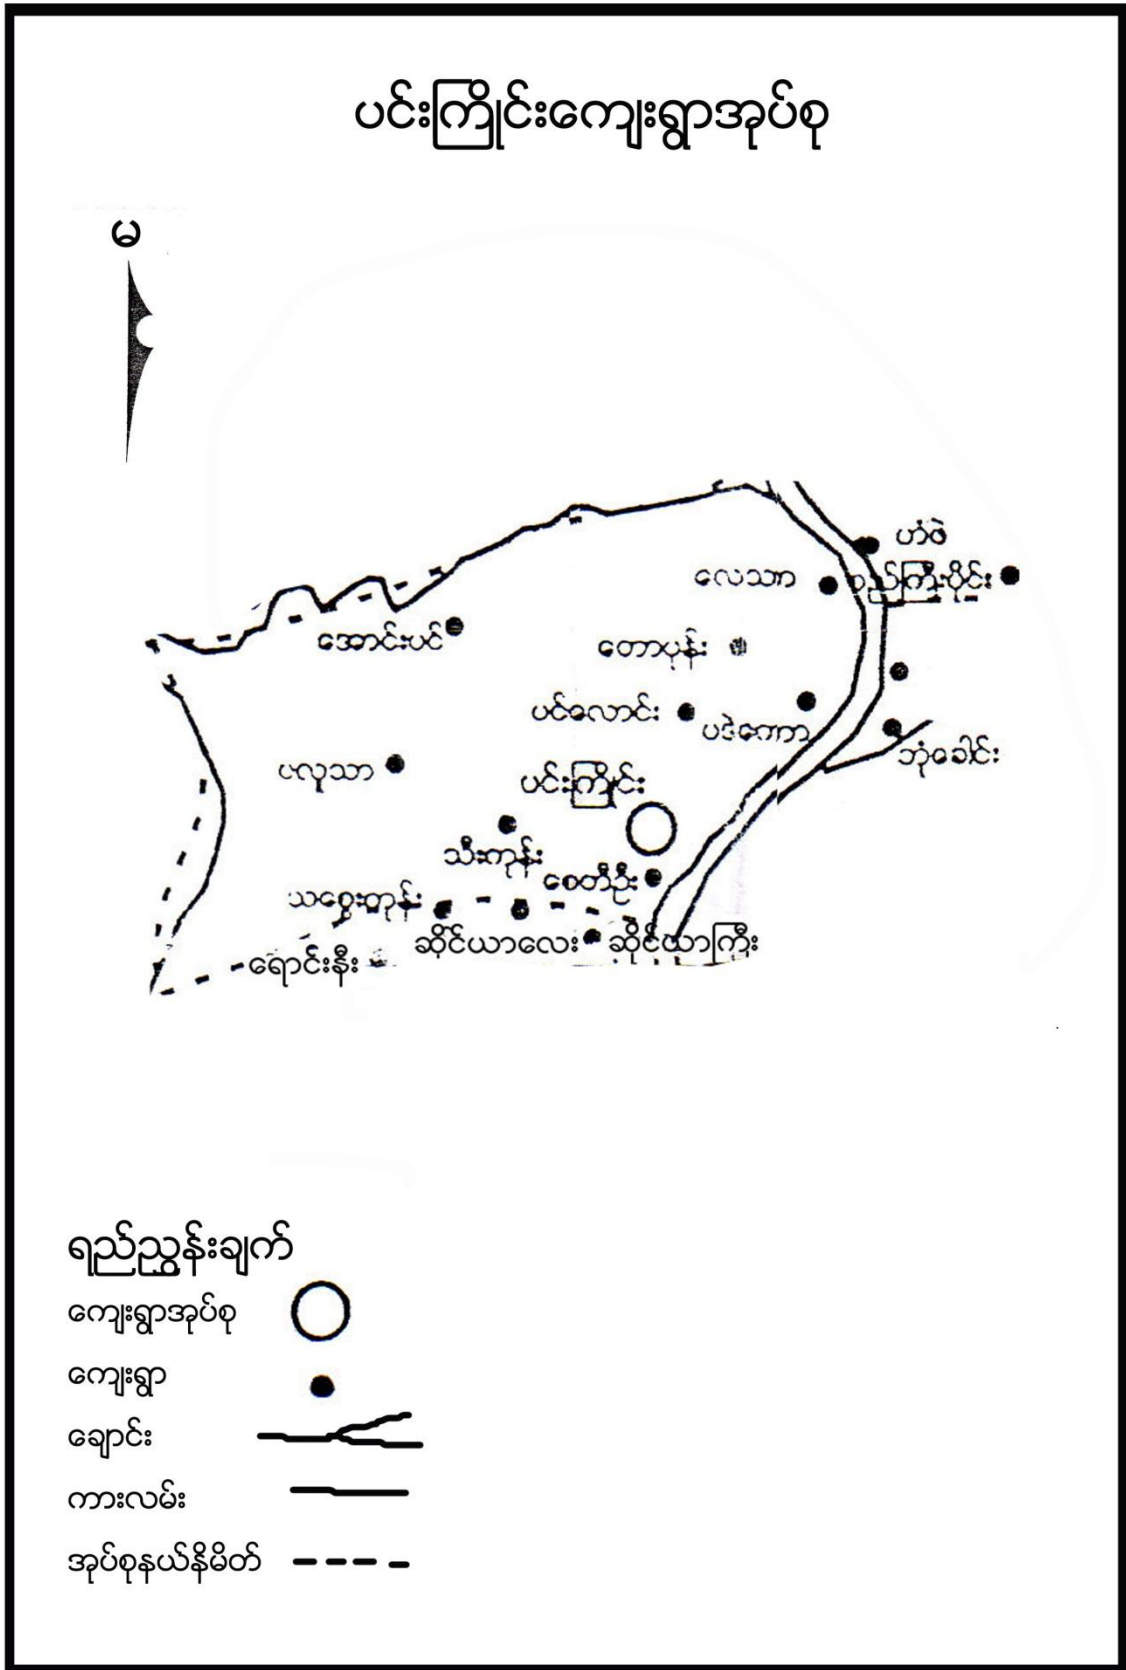 ပင်းကြိုင်းကျေးရွာအုပ်စု
မ
ဟံဖဲ
လေသာ
စည်ကြီးပိုင်း
အောင်းပင်
တောပုန်း
ပင်လောင်း
ပဒဲကော
ဘုံခေါင်း
ပလူသာ
ပင်းကြိုင်း
သီးကုန်း
စေတီဦး
သစွေးကုန်း
ဆိုင်ယာလေး
ဆိုင်ယာကြီး
ရောင်းနီး
ရည်ညွှန်းချက်
ကျေးရွာအုပ်စု
ကျေးရွာ
ချောင်း
ကားလမ်း
အုပ်စုနယ်နိမိတ်